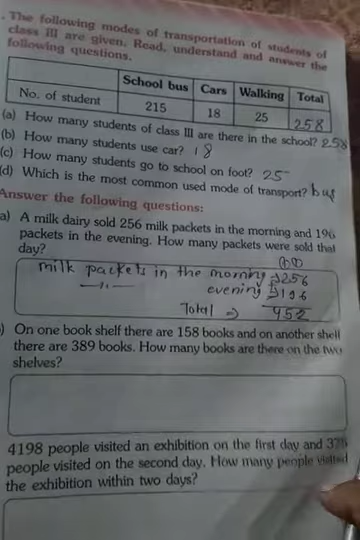 . The following modes of transportation of students of
class III are given. Read, understand and answer the
following questions.
School bus Cars Walking Total
No. of student 215 18 25 258
(a) How many students of class III are there in the school? 258
(b) How many students use car? 18
(c) How many students go to school on foot? 25
(d) Which is the most common used mode of transport? bus
Answer the following questions:
a) A milk dairy sold 256 milk packets in the morning and 196
packets in the evening. How many packets were sold that
day?
milk packets in the morning ⇒ 256
—"— evening ⇒ 196
Total ⇒ 452
) On one book shelf there are 158 books and on another shelf
there are 389 books. How many books are there on the two
shelves?
4198 people visited an exhibition on the first day and
people visited on the second day. How many people visited
the exhibition within two days?